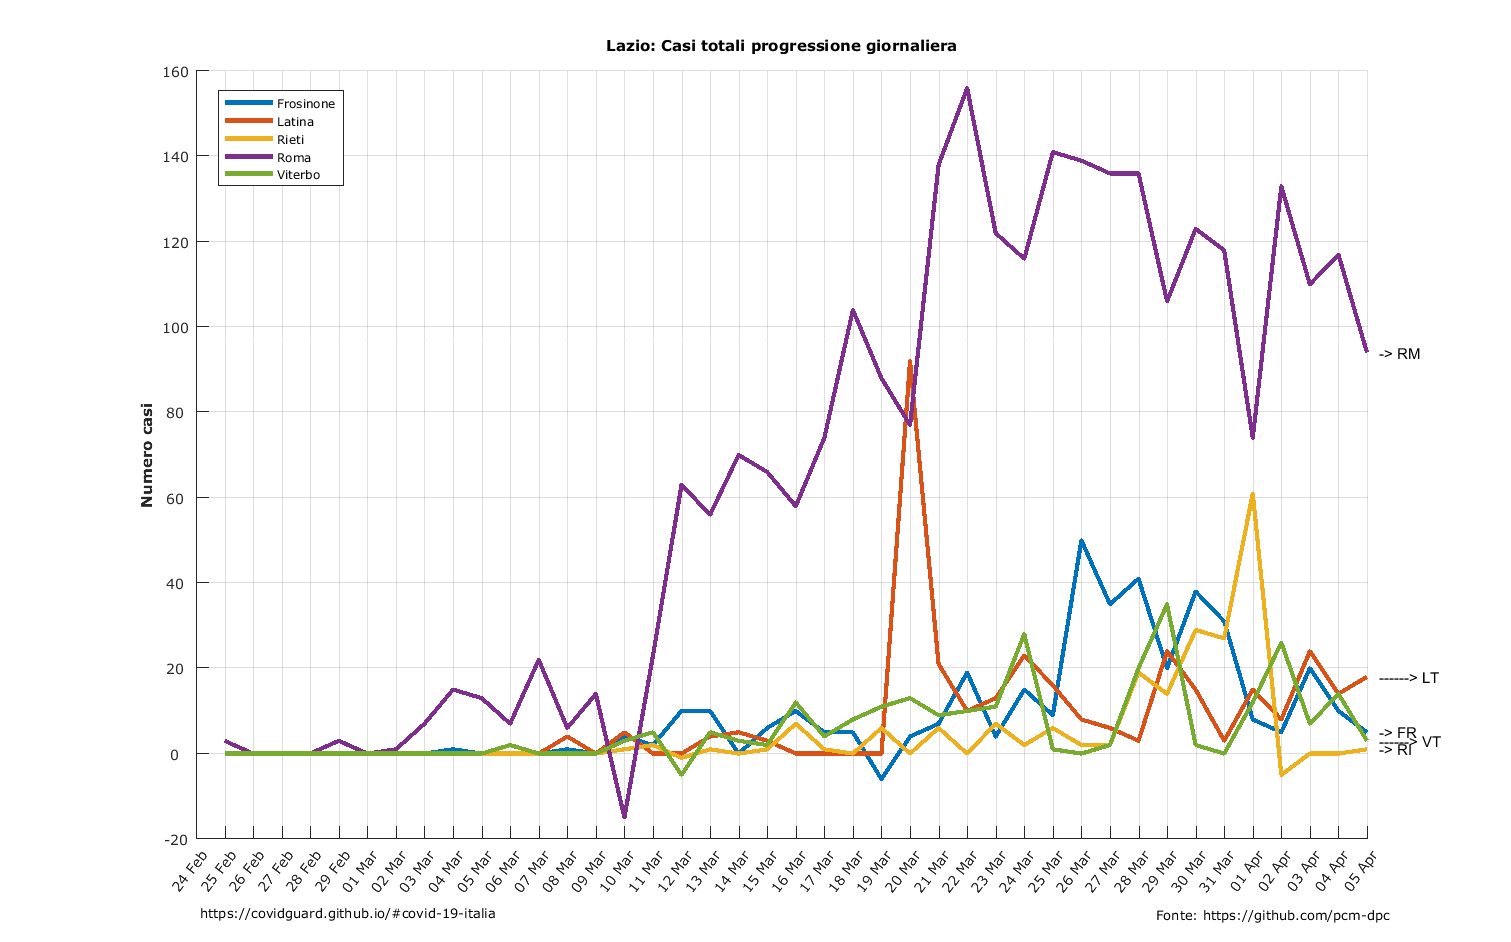 Lazio: Casi totali progressione giornaliera
Numero casi
160
140
120
100
80
60
40
20
0
-20
Frosinone
Latina
Rieti
Roma
Viterbo
-> RM
------> LT
-> FR
------> VT
-> RI
24 Feb
25 Feb
26 Feb
27 Feb
28 Feb
29 Feb
01 Mar
02 Mar
03 Mar
04 Mar
05 Mar
06 Mar
07 Mar
08 Mar
09 Mar
10 Mar
11 Mar
12 Mar
13 Mar
14 Mar
15 Mar
16 Mar
17 Mar
18 Mar
19 Mar
20 Mar
21 Mar
22 Mar
23 Mar
24 Mar
25 Mar
26 Mar
27 Mar
28 Mar
29 Mar
30 Mar
31 Mar
01 Apr
02 Apr
03 Apr
04 Apr
05 Apr
https://covidguard.github.io/#covid-19-italia
Fonte: https://github.com/pcm-dpc